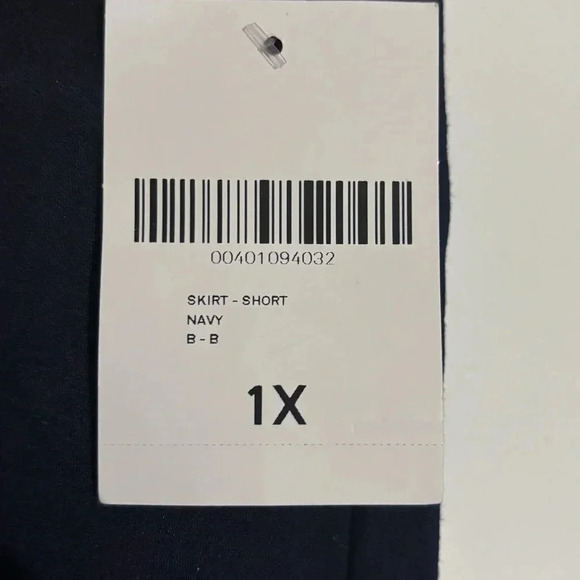 00401094032
SKIRT - SHORT
NAVY
B - B
1X